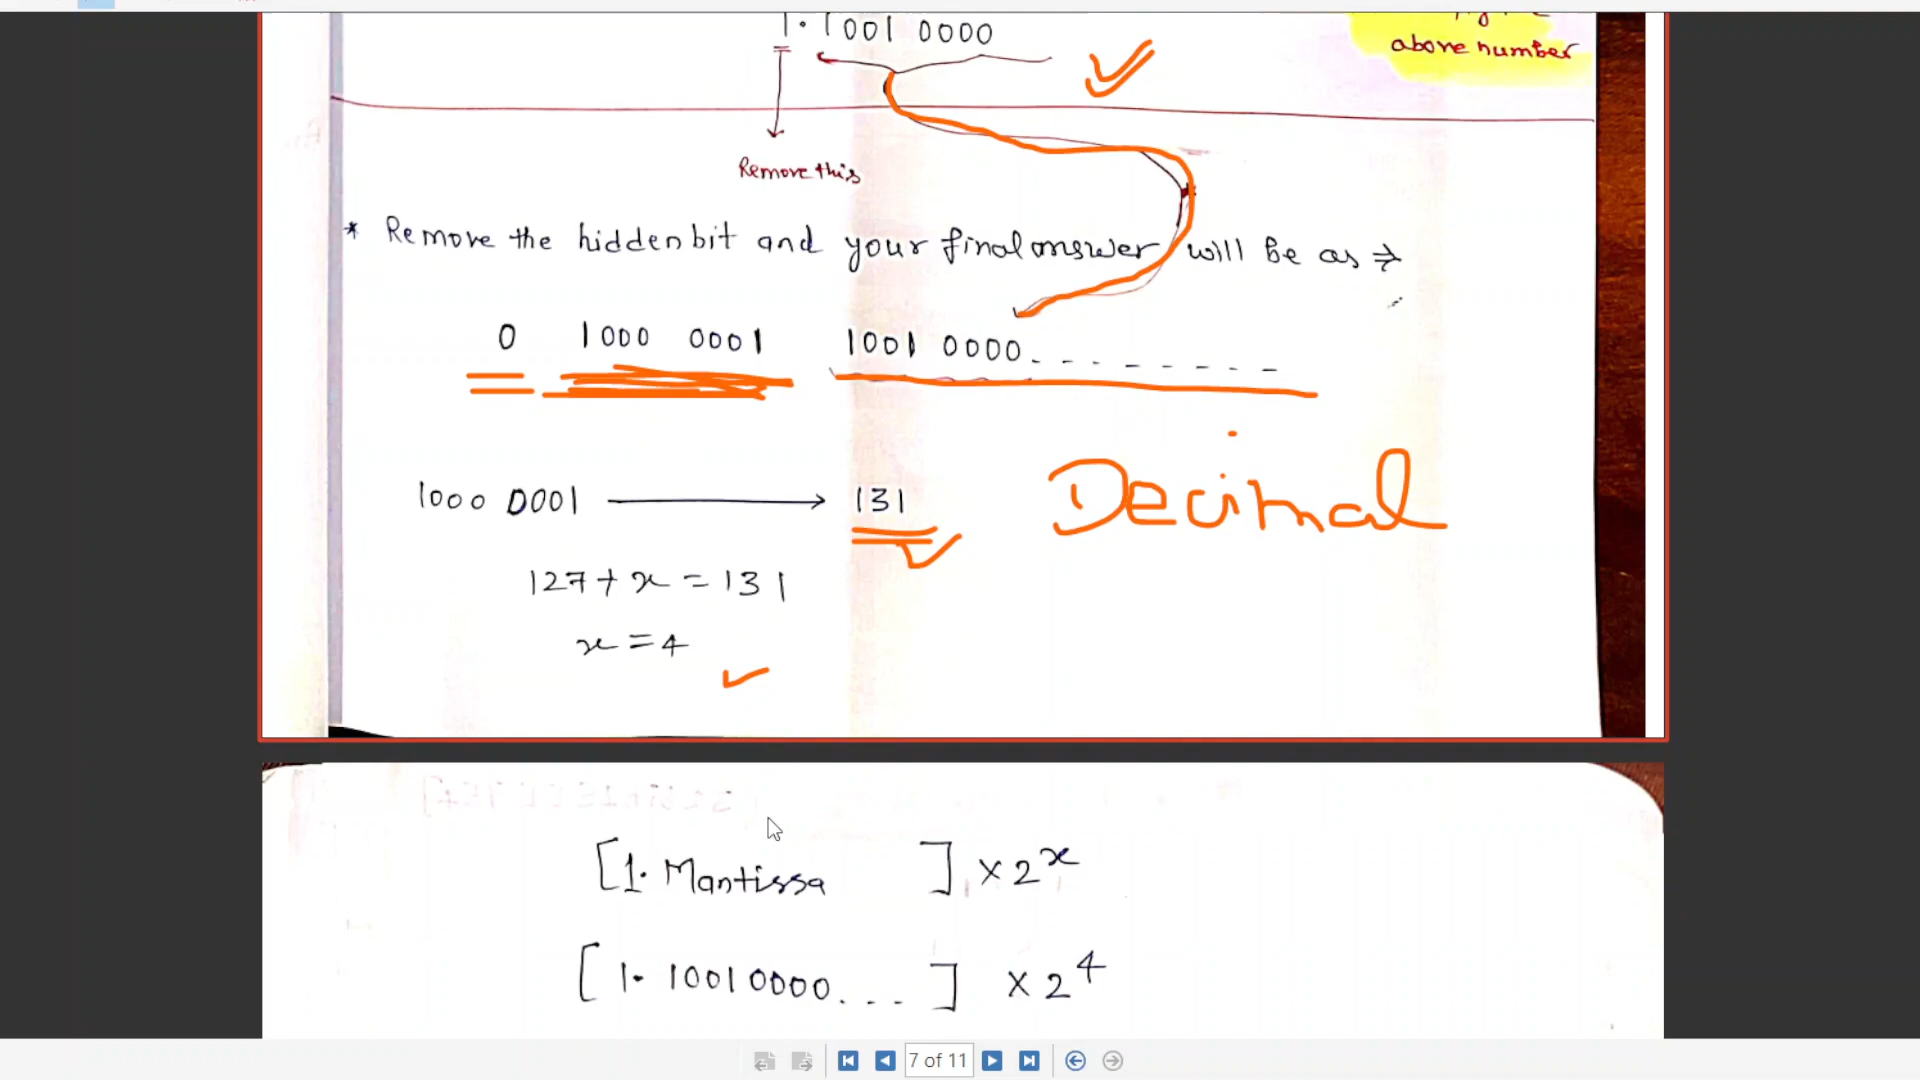 1.1001 0000
above number
Remove this
* Remove the hidden bit and your final answer will be as ⇒
0 1000 0001 1001 0000. - - - - - - - -
1000 0001 → 131 Decimal
127 + x = 131
x = 4
[1. Mantissa ] × 2^x
[1. 1001 0000. . . . ] × 2^4
7 of 11